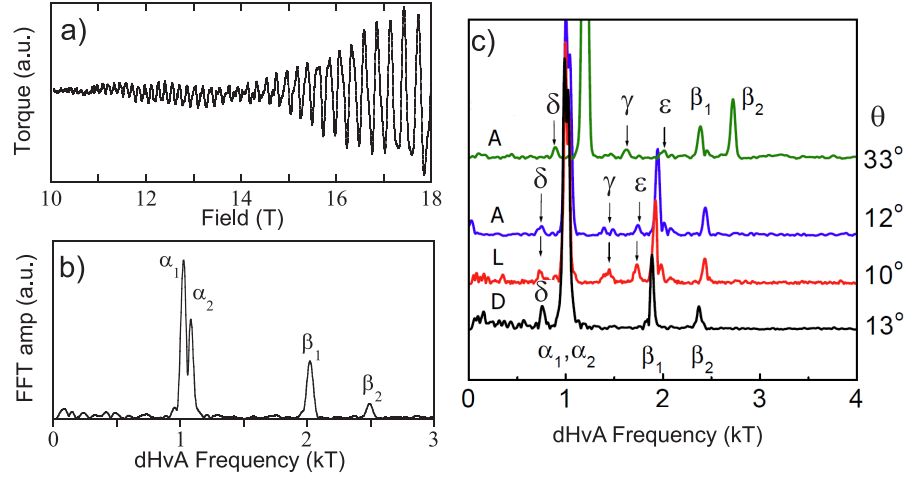 a)
Torque (a.u.)
10 12 14 16 18
Field (T)
b)
FFT amp (a.u.)
α₁
α₂
β₁
β₂
0 1 2 3
dHvA Frequency (kT)
c)
δ γ ε β₁ β₂ θ
A 33°
δ γ ε
A 12°
L 10°
δ
D 13°
α₁,α₂ β₁ β₂
0 1 2 3 4
dHvA Frequency (kT)